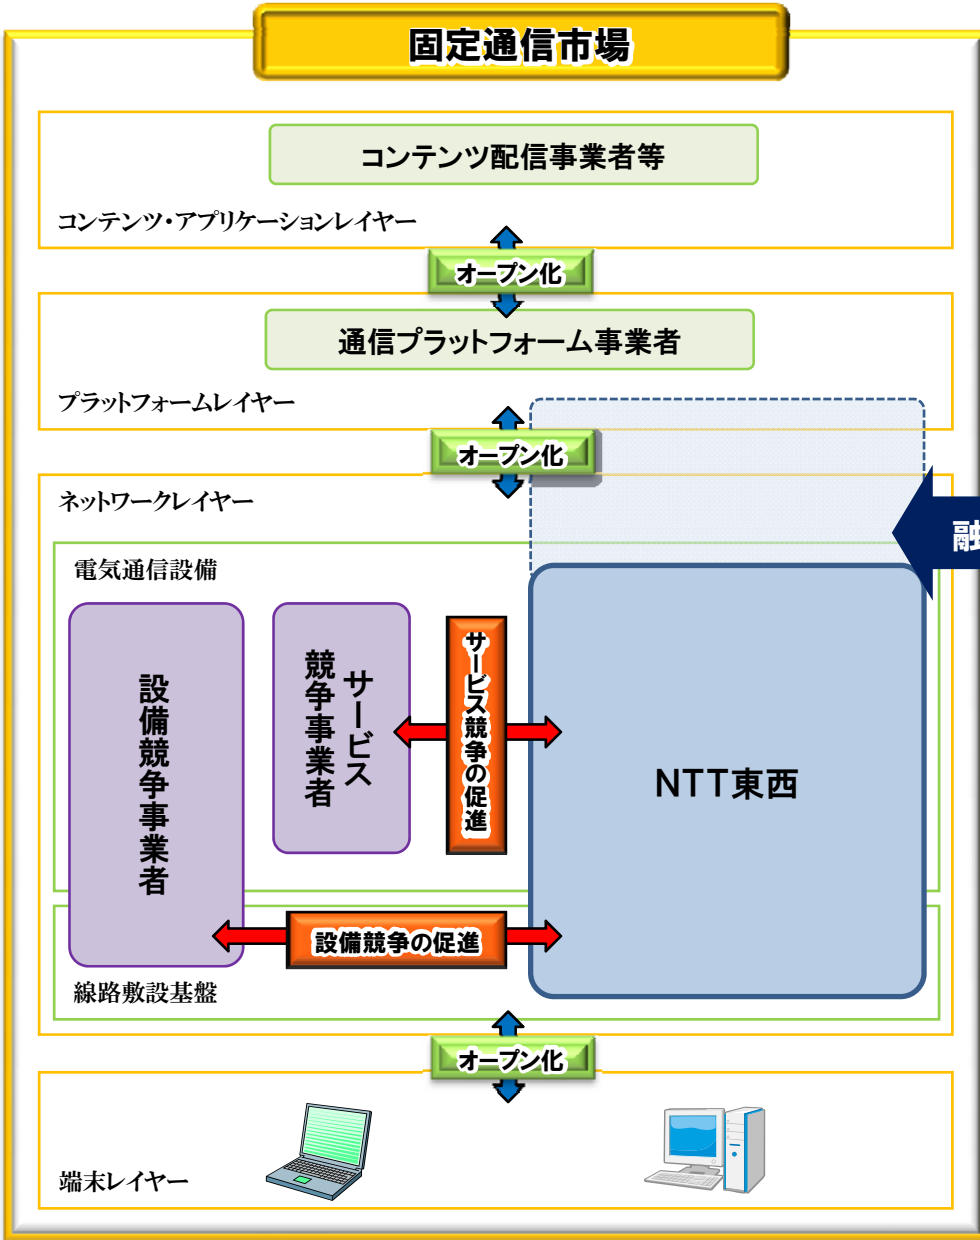 固定通信市場
コンテンツ配信事業者等
コンテンツ・アプリケーションレイヤー
オープン化
通信プラットフォーム事業者
プラットフォームレイヤー
オープン化
ネットワークレイヤー
融
電気通信設備
設備競争事業者
サービス
競争事業者
サービス競争の促進
NTT東西
設備競争の促進
線路敷設基盤
オープン化
端末レイヤー